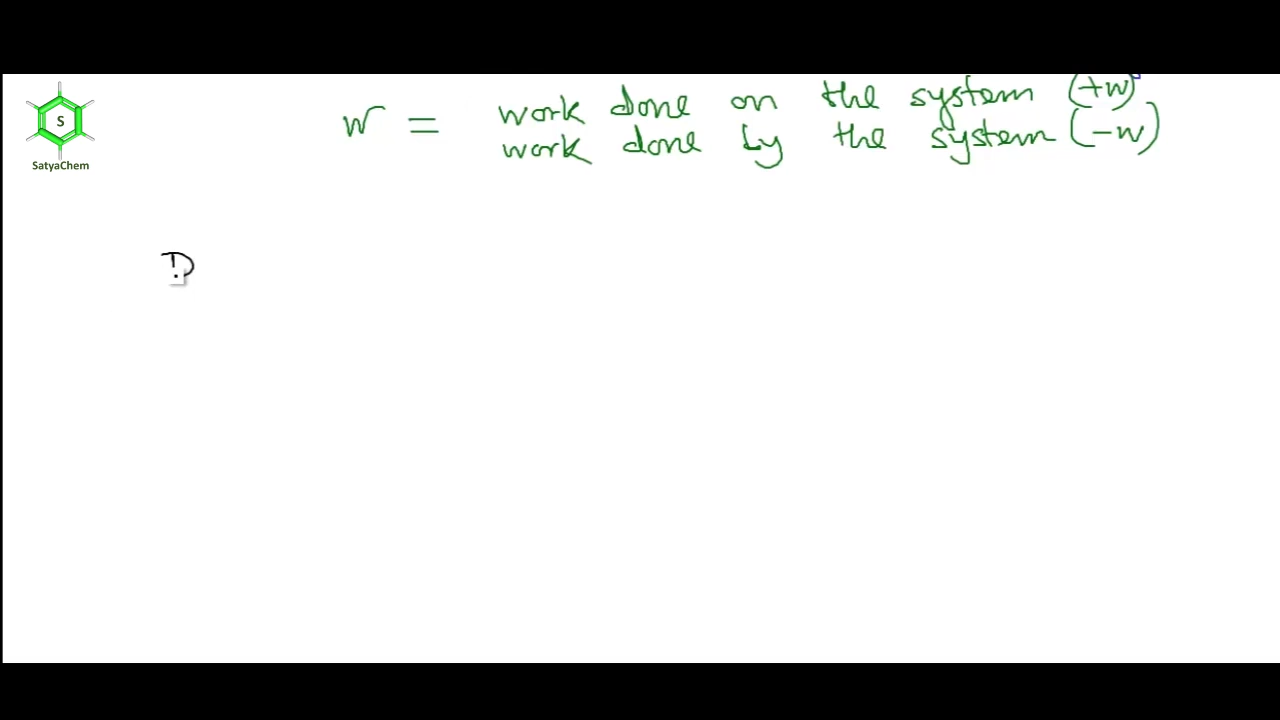 S
SatyaChem
w = work done on the system (+w)
work done by the system (-w)
D